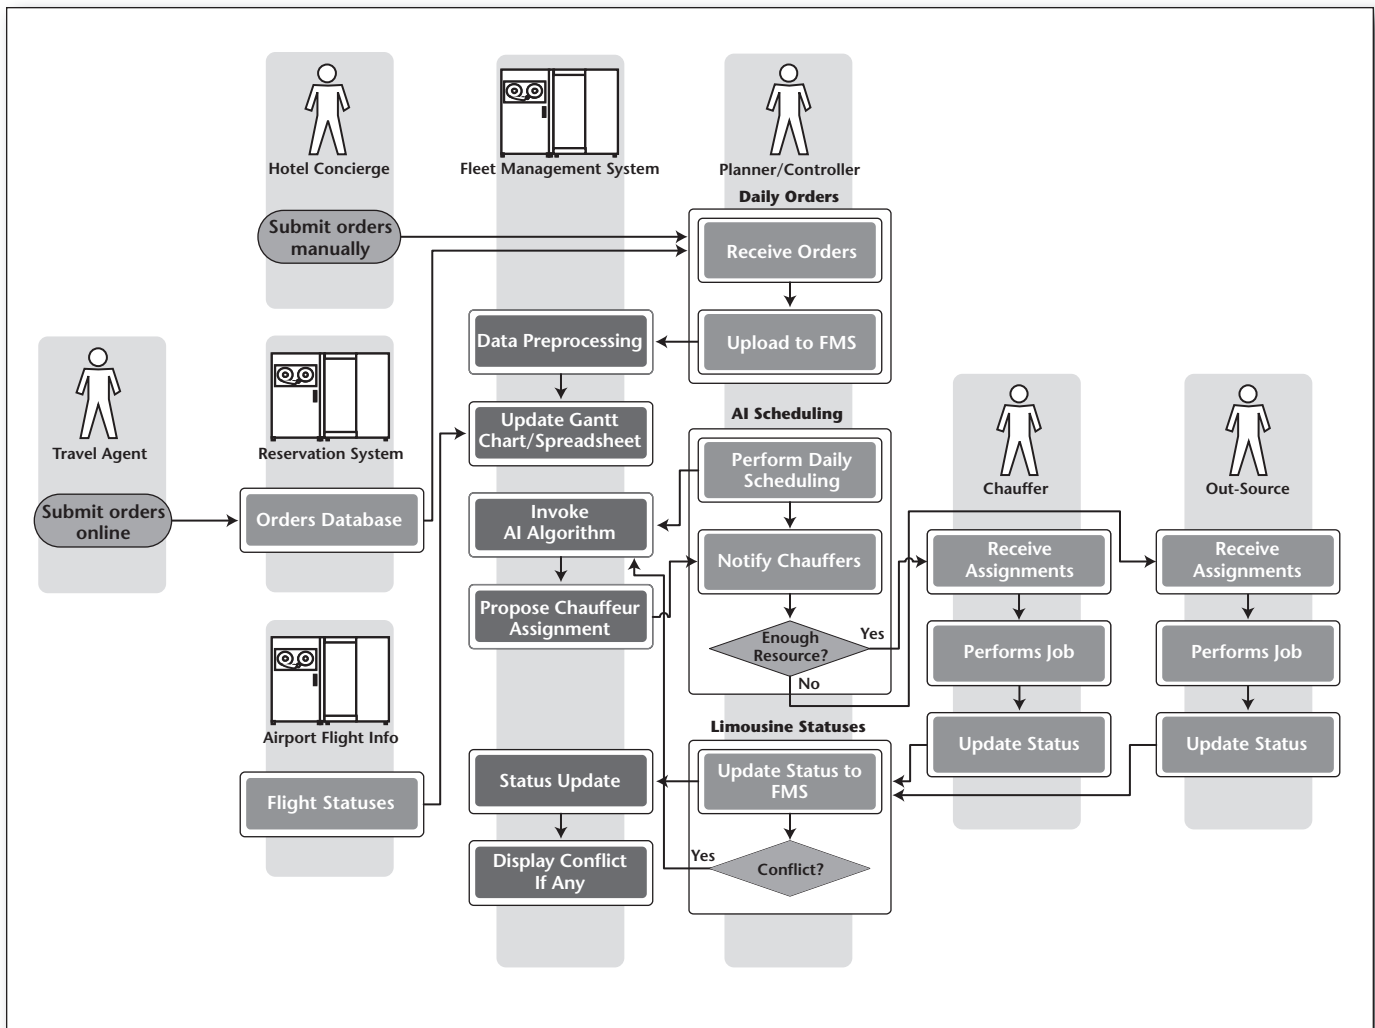 Hotel Concierge
Fleet Management System
Planner/Controller
Daily Orders
Submit orders
manually
Receive Orders
Data Preprocessing
Upload to FMS
Travel Agent
Reservation System
Update Gantt
Chart/Spreadsheet
AI Scheduling
Perform Daily
Scheduling
Chauffer
Out-Source
Submit orders
online
Orders Database
Invoke
AI Algorithm
Notify Chauffers
Receive
Assignments
Receive
Assignments
Propose Chauffeur
Assignment
Enough
Resource?
Yes
No
Performs Job
Performs Job
Airport Flight Info
Limousine Statuses
Update Status
Update Status
Flight Statuses
Status Update
Update Status to
FMS
Display Conflict
If Any
Yes
Conflict?